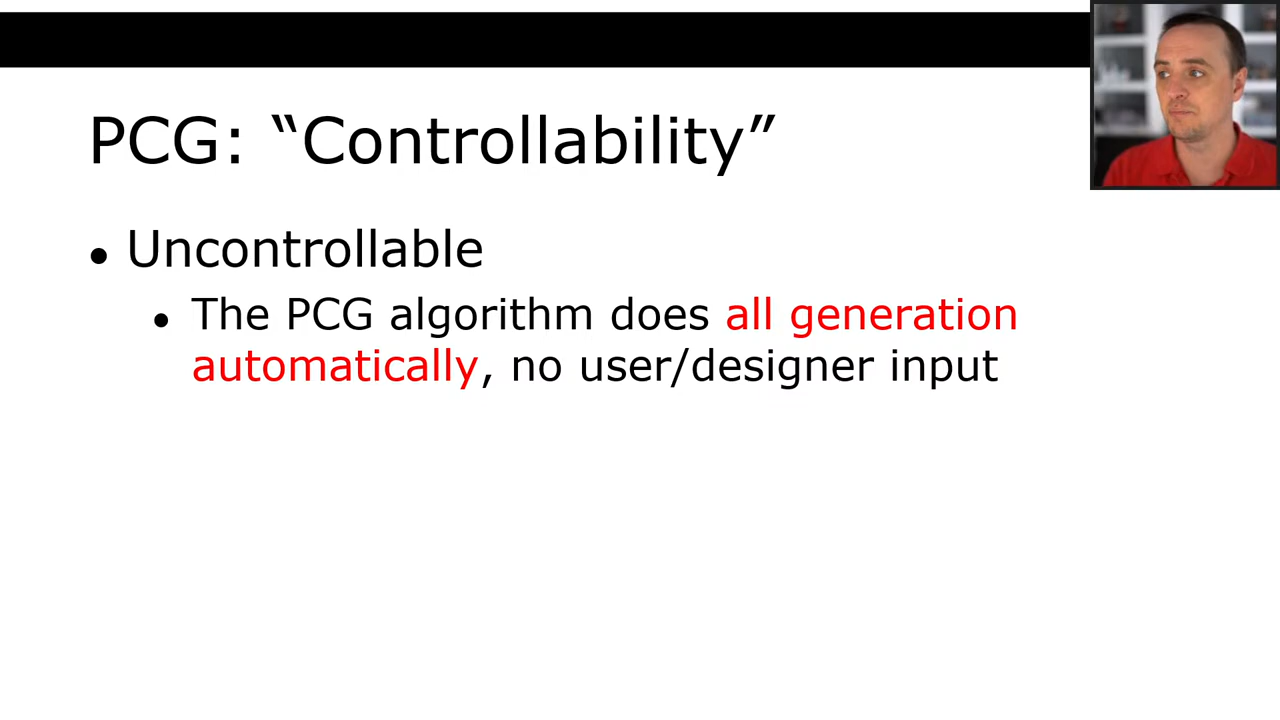 PCG: “Controllability”
● Uncontrollable
● The PCG algorithm does all generation
automatically, no user/designer input